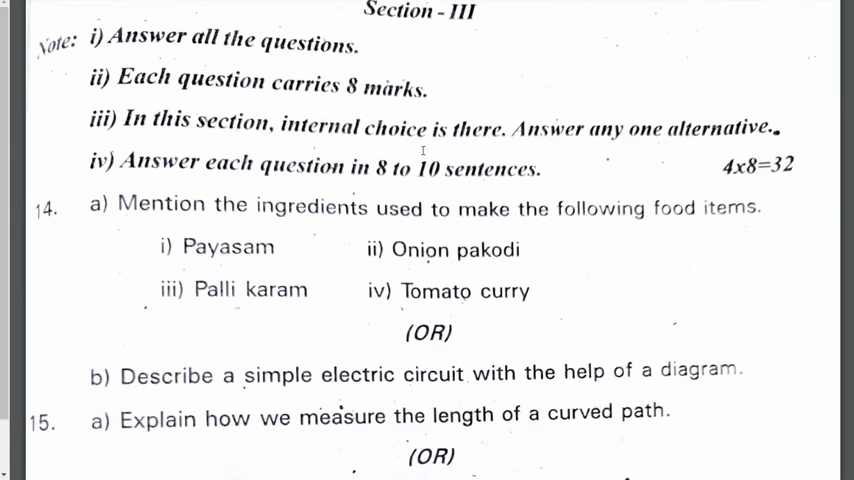 Section - III
Note: i) Answer all the questions.
ii) Each question carries 8 marks.
iii) In this section, internal choice is there. Answer any one alternative.
iv) Answer each question in 8 to 10 sentences. 4x8=32
14. a) Mention the ingredients used to make the following food items.
i) Payasam ii) Onion pakodi
iii) Palli karam iv) Tomato curry
(OR)
b) Describe a simple electric circuit with the help of a diagram.
15. a) Explain how we measure the length of a curved path.
(OR)